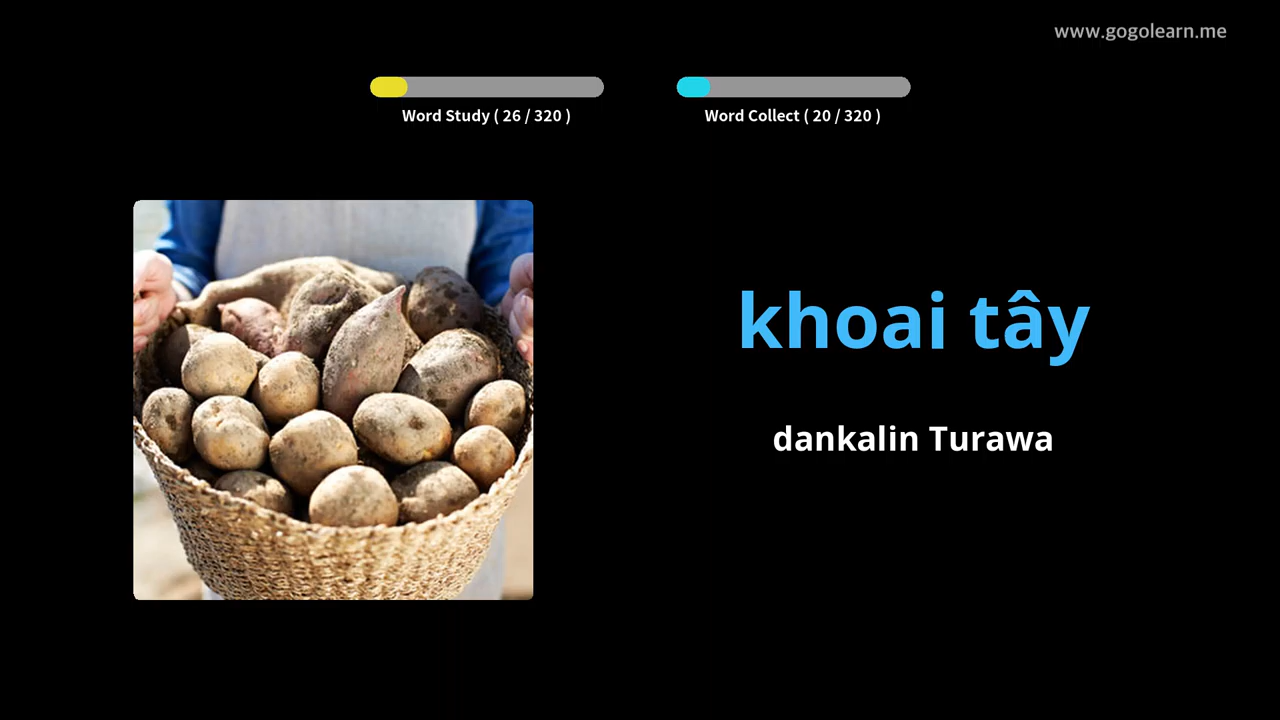 www.gogolearn.me
Word Study ( 26 / 320 )
Word Collect ( 20 / 320 )
khoai tây
dankalin Turawa